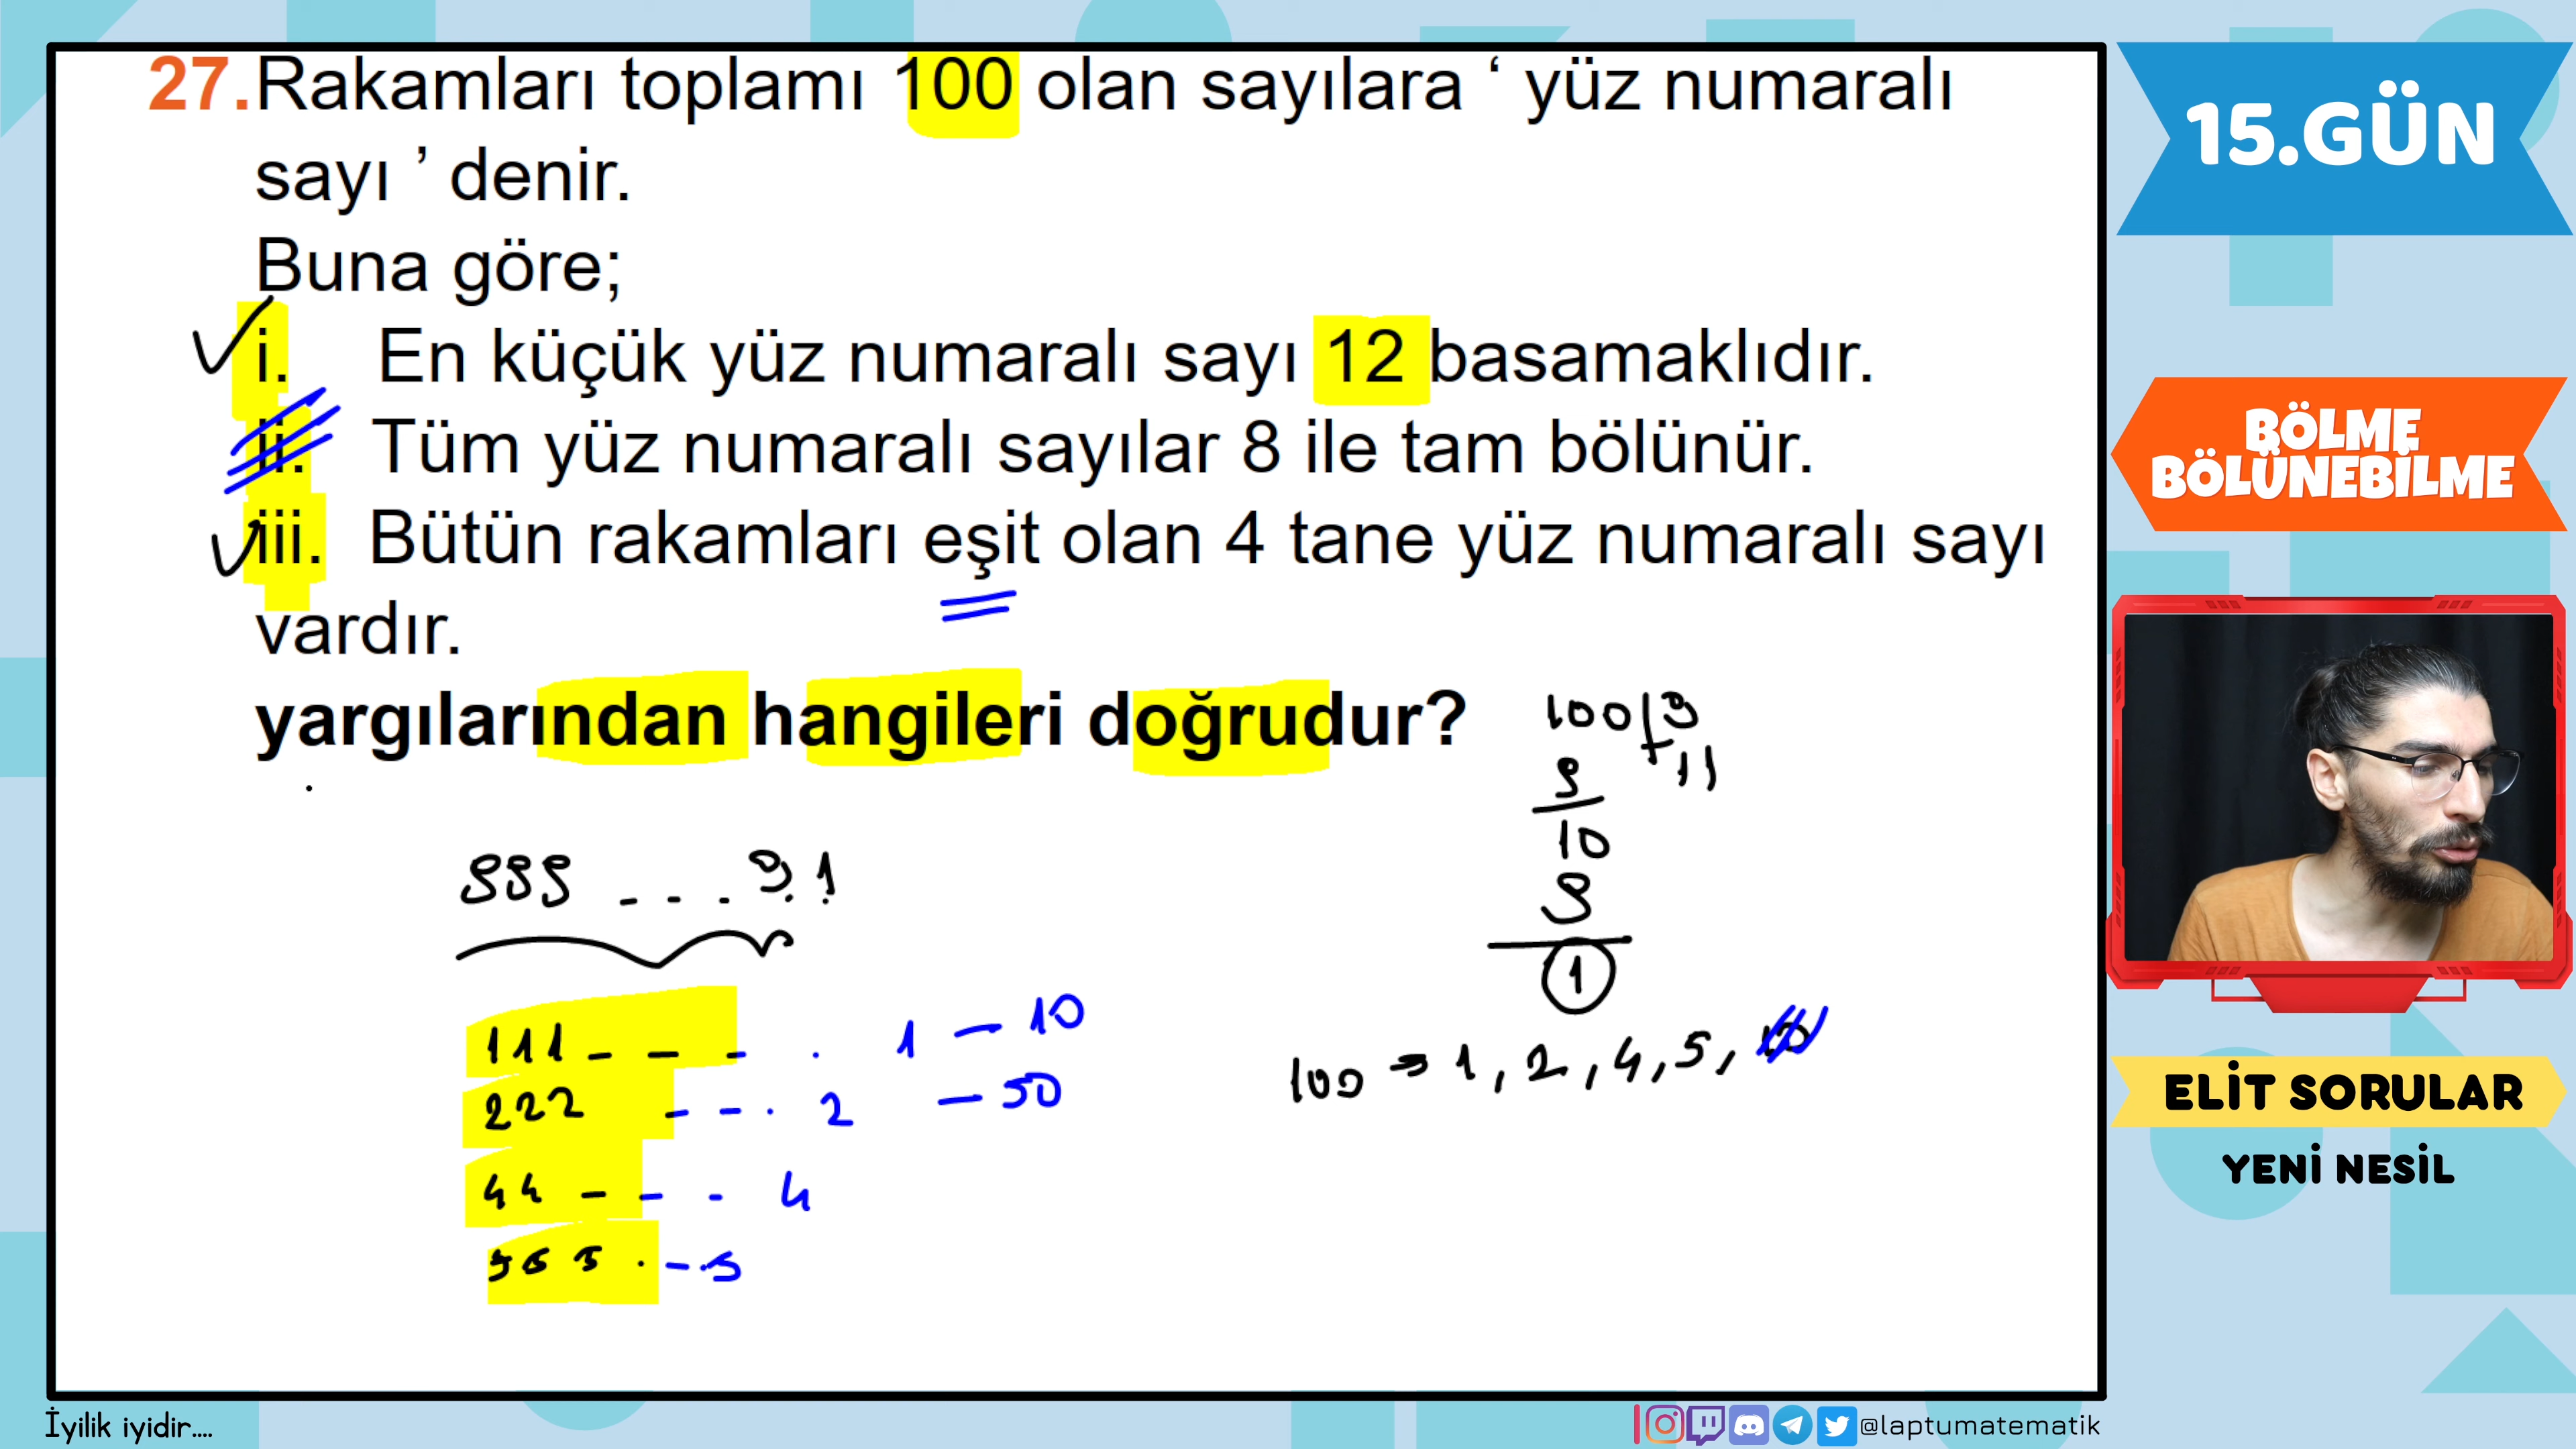 27. Rakamları toplamı 100 olan sayılara ‘ yüz numaralı
sayı ’ denir.
Buna göre;
i. En küçük yüz numaralı sayı 12 basamaklıdır.
ii. Tüm yüz numaralı sayılar 8 ile tam bölünür.
iii. Bütün rakamları eşit olan 4 tane yüz numaralı sayı
vardır.
yargılarından hangileri doğrudur?
100 | 9
11
9
10
9
1
999 _ _ _ 9 1
111 _ _ _ . 1 – 10
222 _ _ . 2 – 50
44 _ _ _ 4
555 . _ . 5
100 → 1, 2, 4, 5,
15.GÜN
BÖLME
BÖLÜNEBİLME
ELİT SORULAR
YENİ NESİL
İyilik iyidir....
@laptumatematik